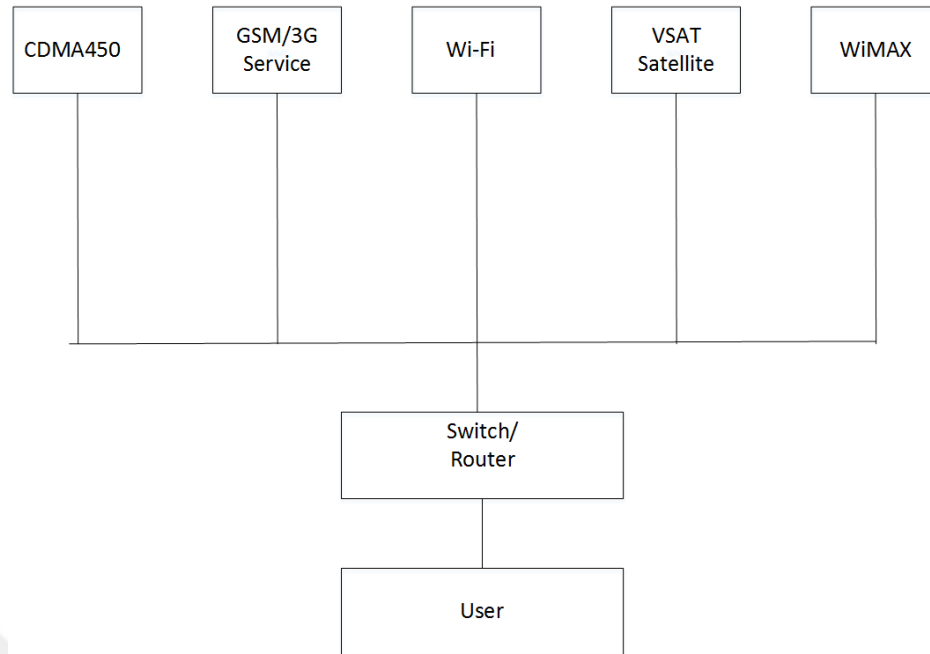 CDMA450
GSM/3G
Service
Wi-Fi
VSAT
Satellite
WiMAX
Switch/
Router
User